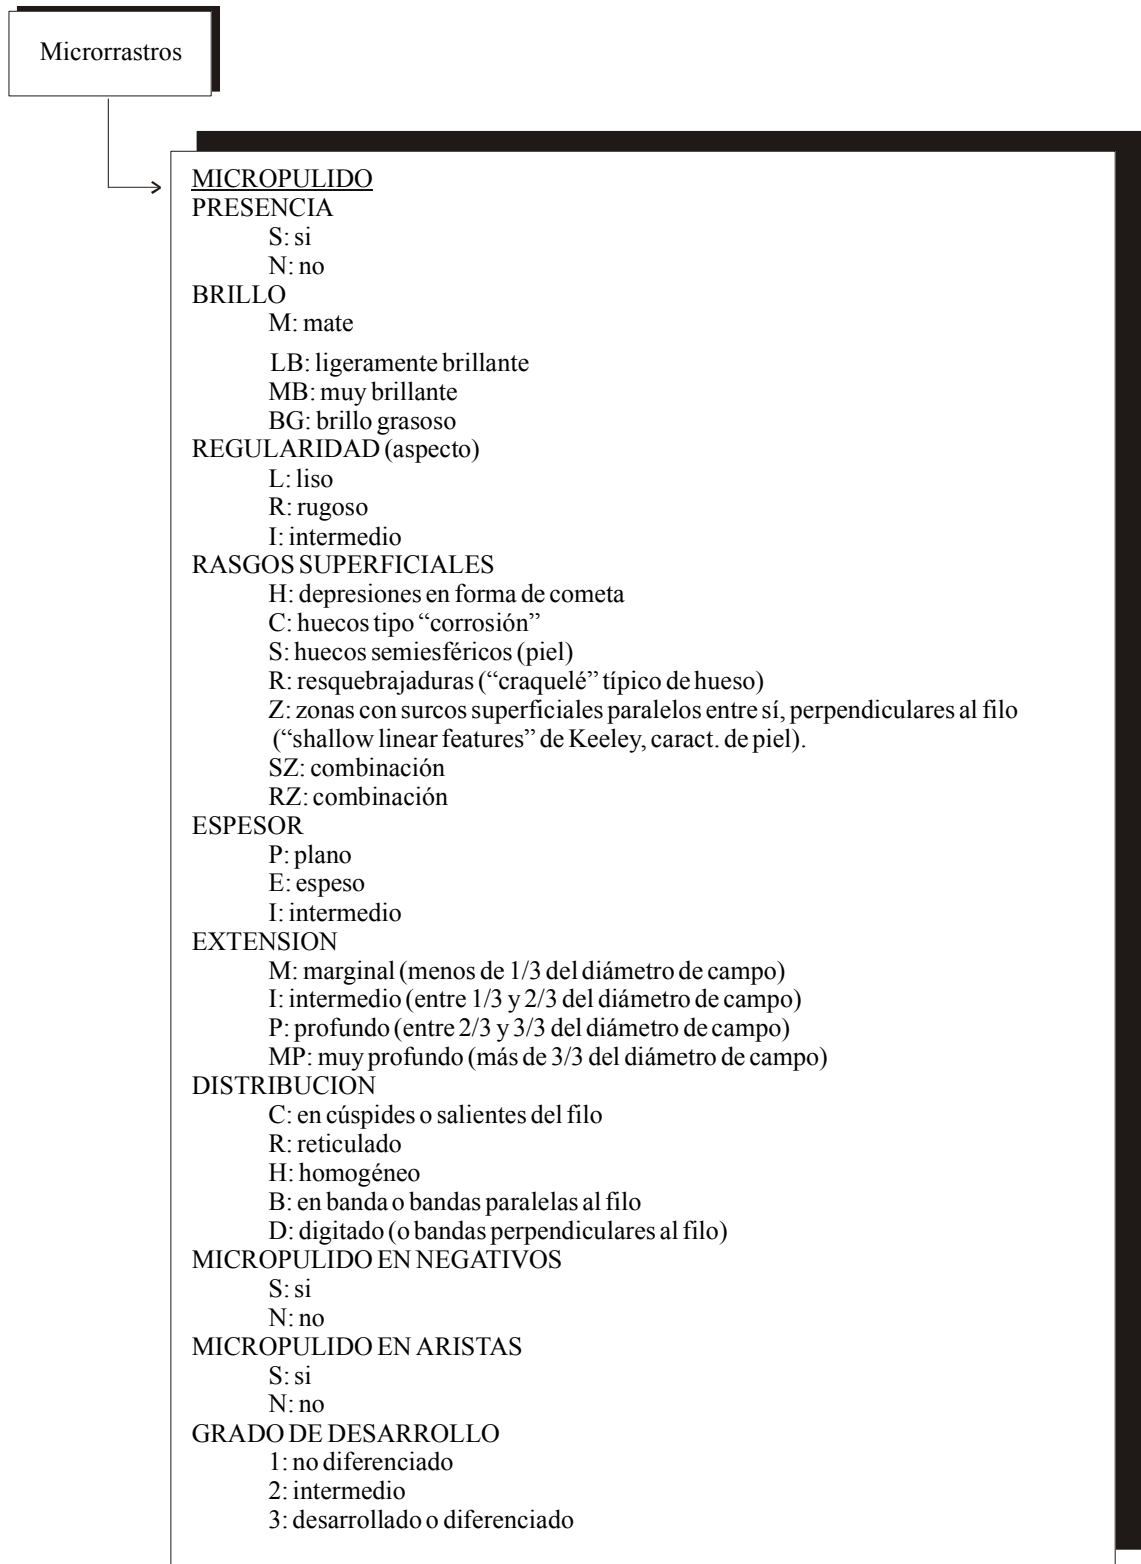 Microrrastros
MICROPULIDO
PRESENCIA
S: si
N: no
BRILLO
M: mate
LB: ligeramente brillante
MB: muy brillante
BG: brillo grasoso
REGULARIDAD (aspecto)
L: liso
R: rugoso
I: intermedio
RASGOS SUPERFICIALES
H: depresiones en forma de cometa
C: huecos tipo “corrosión”
S: huecos semiesféricos (piel)
R: resquebrajaduras (“craquelé” típico de hueso)
Z: zonas con surcos superficiales paralelos entre sí, perpendiculares al filo
(“shallow linear features” de Keeley, caract. de piel).
SZ: combinación
RZ: combinación
ESPESOR
P: plano
E: espeso
I: intermedio
EXTENSION
M: marginal (menos de 1/3 del diámetro de campo)
I: intermedio (entre 1/3 y 2/3 del diámetro de campo)
P: profundo (entre 2/3 y 3/3 del diámetro de campo)
MP: muy profundo (más de 3/3 del diámetro de campo)
DISTRIBUCION
C: en cúspides o salientes del filo
R: reticulado
H: homogéneo
B: en banda o bandas paralelas al filo
D: digitado (o bandas perpendiculares al filo)
MICROPULIDO EN NEGATIVOS
S: si
N: no
MICROPULIDO EN ARISTAS
S: si
N: no
GRADO DE DESARROLLO
1: no diferenciado
2: intermedio
3: desarrollado o diferenciado